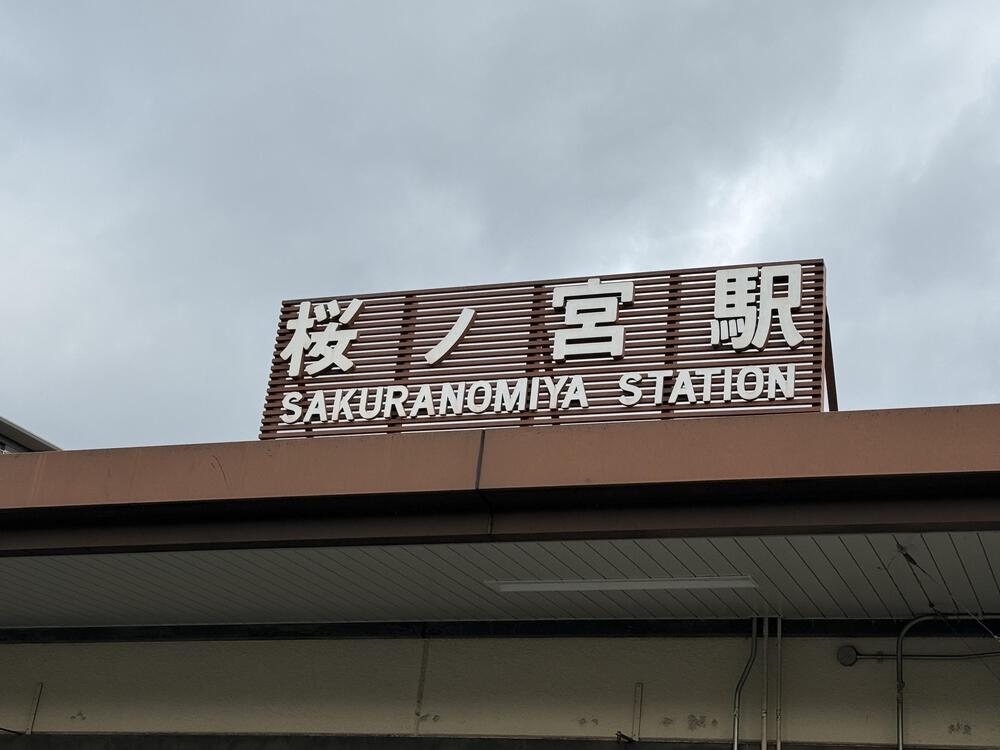 桜ノ宮駅
SAKURANOMIYA STATION